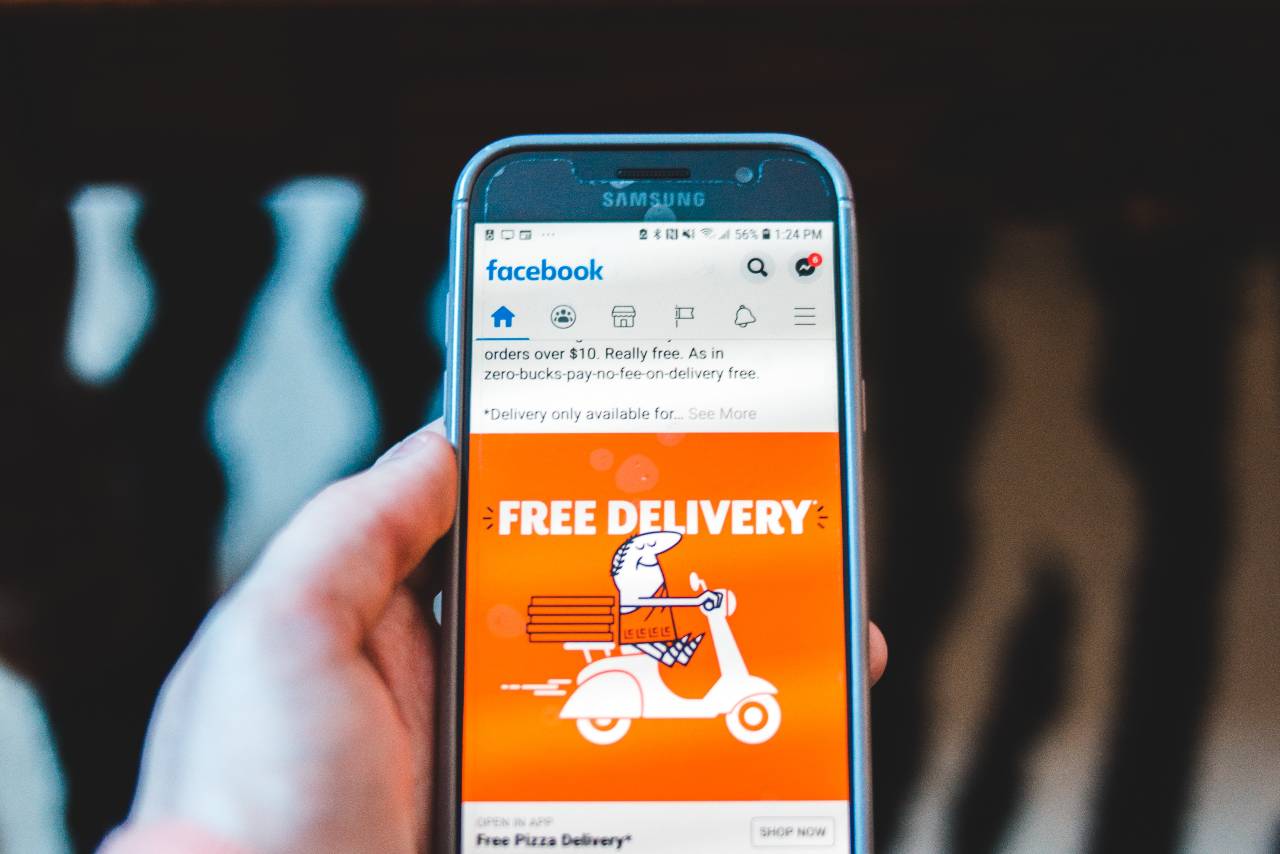 SAMSUNG
56% 1:24 PM
facebook
6
orders over $10. Really free. As in
zero-bucks-pay-no-fee-on-delivery free.
*Delivery only available for... See More
FREE DELIVERY*
OPEN IN APP
Free Pizza Delivery*
SHOP NOW